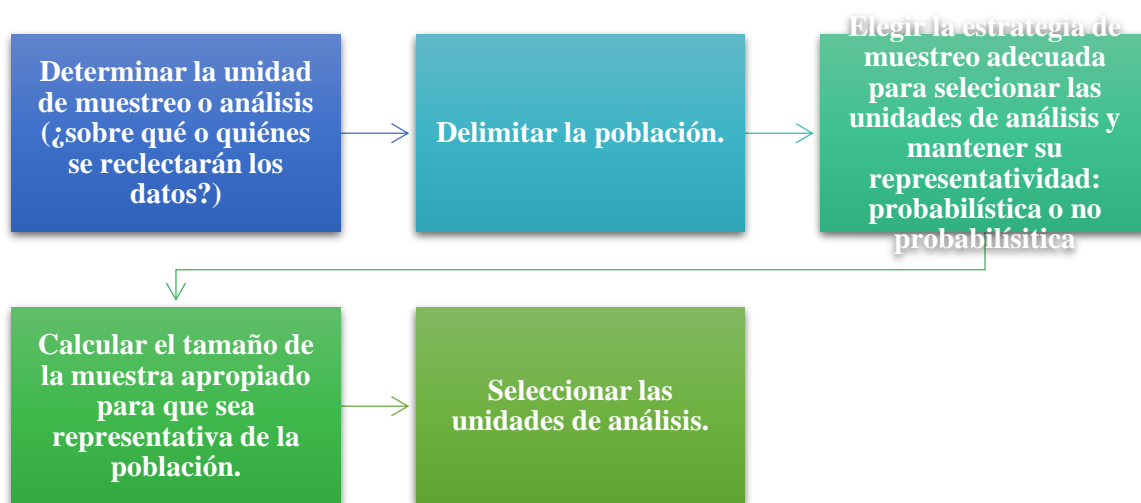 Determinar la unidad
de muestreo o análisis
(¿sobre qué o quiénes
se reclectarán los
datos?)
Delimitar la población.
Elegir la estrategia de
muestreo adecuada
para selecionar las
unidades de análisis y
mantener su
representatividad:
probabilística o no
probabilísitica
Calcular el tamaño de
la muestra apropiado
para que sea
representativa de la
población.
Seleccionar las
unidades de análisis.